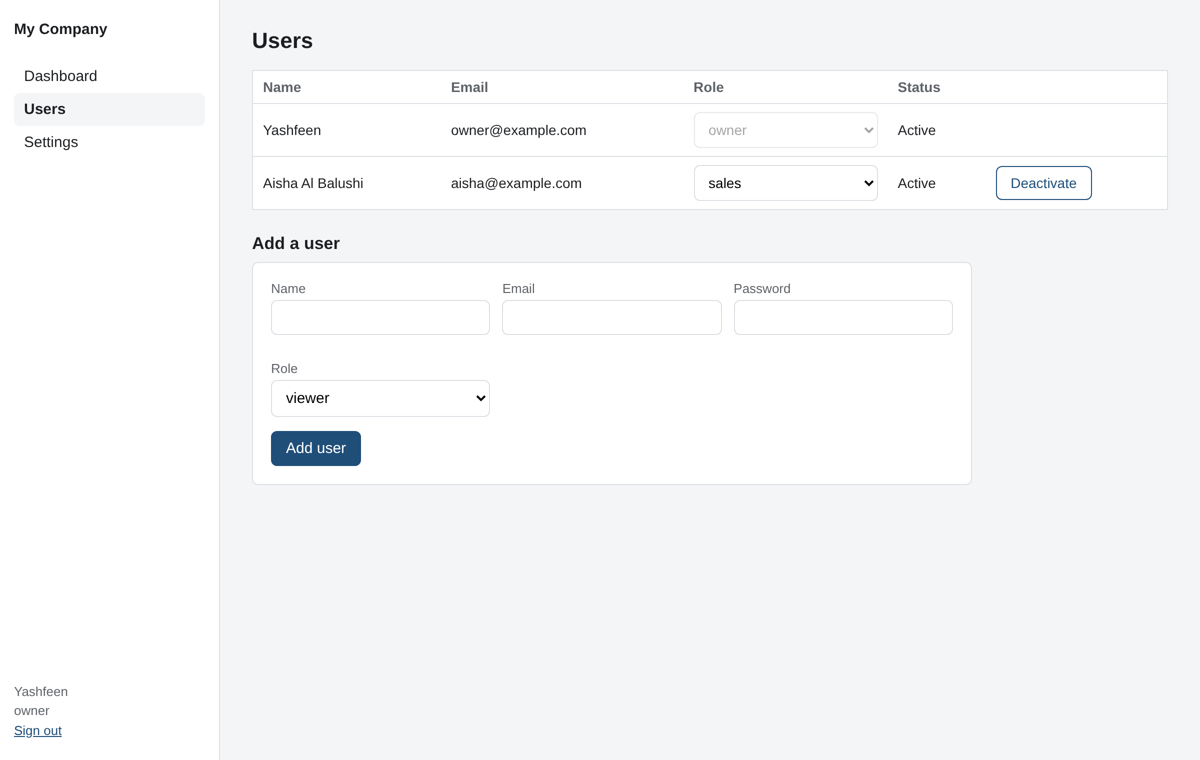 My Company
Dashboard
Users
Settings
Yashfeen
owner
Sign out
Users
Name Email Role Status
Yashfeen owner@example.com owner Active
Aisha Al Balushi aisha@example.com sales Active Deactivate
Add a user
Name Email Password
Role
viewer
Add user